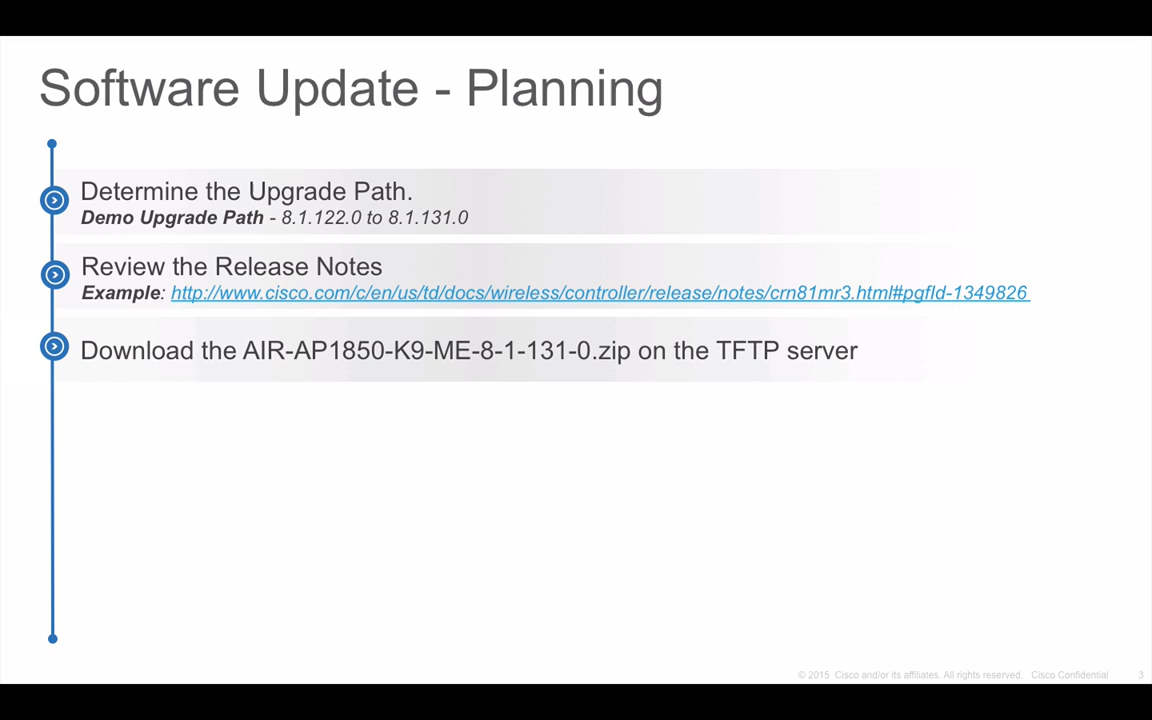 Software Update - Planning
Determine the Upgrade Path.
Demo Upgrade Path - 8.1.122.0 to 8.1.131.0
Review the Release Notes
Example: http://www.cisco.com/c/en/us/td/docs/wireless/controller/release/notes/crn81mr3.html#pgfId-1349826
Download the AIR-AP1850-K9-ME-8-1-131-0.zip on the TFTP server
© 2015 Cisco and/or its affiliates. All rights reserved. Cisco Confidential 3